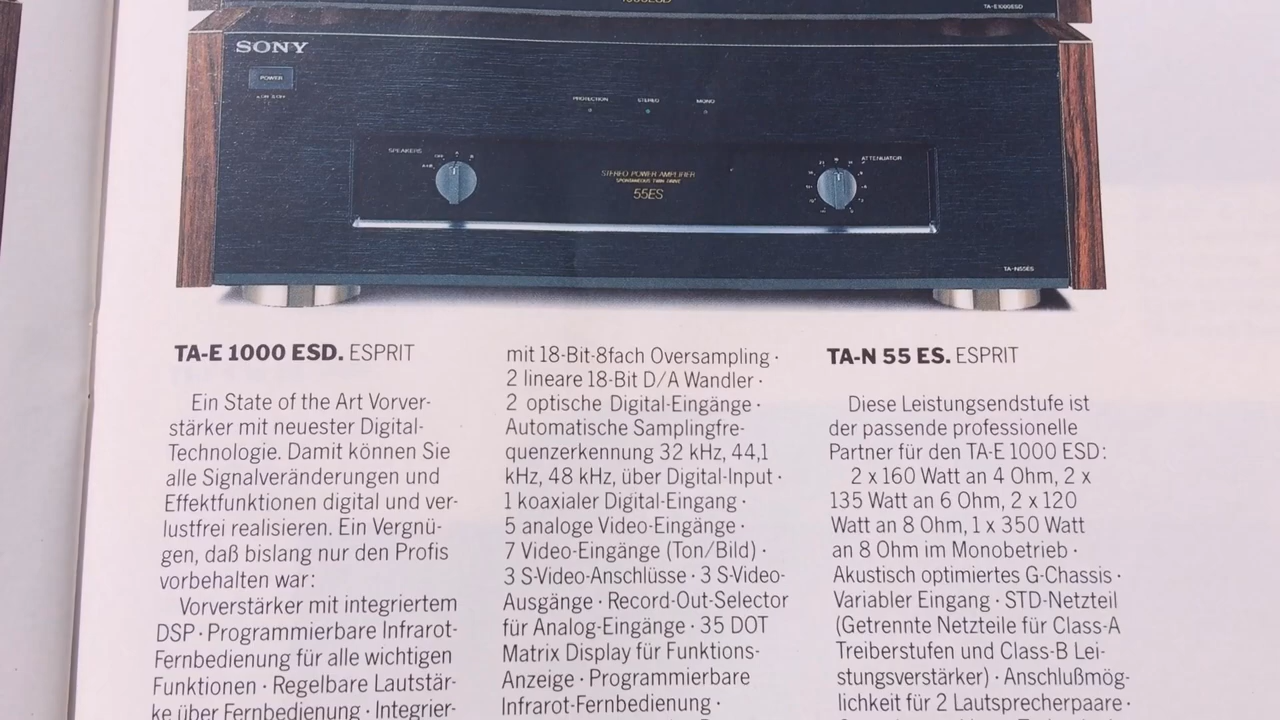 TA-E1000ESD
SONY
POWER
PROTECTION
STEREO
MONO
SPEAKERS
ATTENUATOR
STEREO POWER AMPLIFIER
SPONTANEOUS TWIN DRIVE
55ES
TA-N55ES
TA-E 1000 ESD. ESPRIT
Ein State of the Art Vorver-
stärker mit neuester Digital-
Technologie. Damit können Sie
alle Signalveränderungen und
Effektfunktionen digital und ver-
lustfrei realisieren. Ein Vergnü-
gen, daß bislang nur den Profis
vorbehalten war:
Vorverstärker mit integriertem
DSP · Programmierbare Infrarot-
Fernbedienung für alle wichtigen
Funktionen · Regelbare Lautstär-
ke über Fernbedienung · Integrier-
mit 18-Bit-8fach Oversampling ·
2 lineare 18-Bit D/A Wandler ·
2 optische Digital-Eingänge ·
Automatische Samplingfre-
quenzerkennung 32 kHz, 44,1
kHz, 48 kHz, über Digital-Input ·
1 koaxialer Digital-Eingang ·
5 analoge Video-Eingänge ·
7 Video-Eingänge (Ton/Bild) ·
3 S-Video-Anschlüsse · 3 S-Video-
Ausgänge · Record-Out-Selector
für Analog-Eingänge · 35 DOT
Matrix Display für Funktions-
Anzeige · Programmierbare
Infrarot-Fernbedienung ·
TA-N 55 ES. ESPRIT
Diese Leistungsendstufe ist
der passende professionelle
Partner für den TA-E 1000 ESD:
2 x 160 Watt an 4 Ohm, 2 x
135 Watt an 6 Ohm, 2 x 120
Watt an 8 Ohm, 1 x 350 Watt
an 8 Ohm im Monobetrieb ·
Akustisch optimiertes G-Chassis ·
Variabler Eingang · STD-Netzteil
(Getrennte Netzteile für Class-A
Treiberstufen und Class-B Lei-
stungsverstärker) · Anschlußmög-
lichkeit für 2 Lautsprecherpaare ·